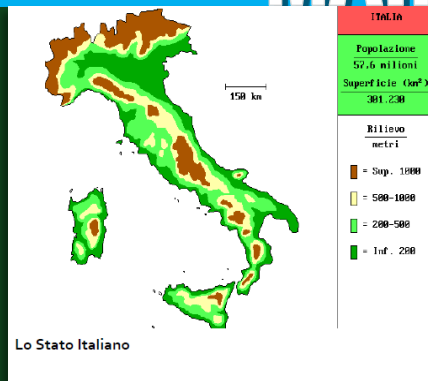 ITALIA
Popolazione
57.6 milioni
Superficie (km²)
301.230
150 km
Rilievo
metri
= Sup. 1000
= 500-1000
= 200-500
= Inf. 200
Lo Stato Italiano